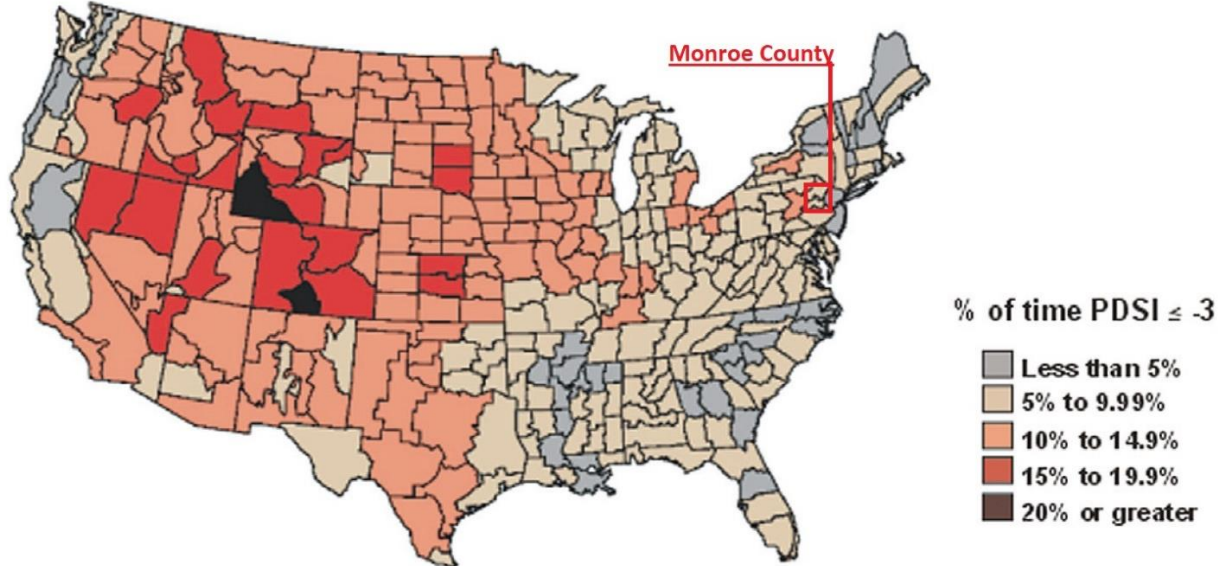 Monroe County
% of time PDSI ≤ -3
Less than 5%
5% to 9.99%
10% to 14.9%
15% to 19.9%
20% or greater